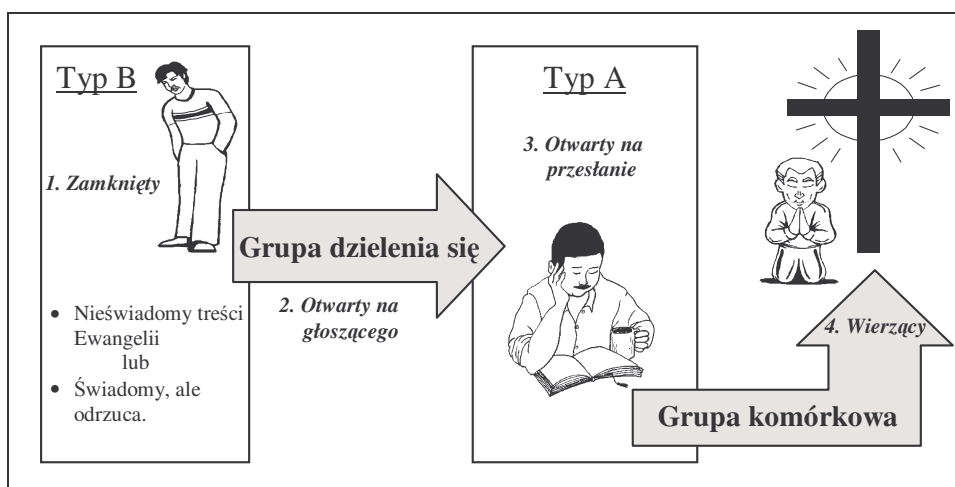 Typ B
1. Zamknięty
• Nieświadomy treści
Ewangelii
lub
• Świadomy, ale
odrzuca.
Grupa dzielenia się
2. Otwarty na
głoszącego
Typ A
3. Otwarty na
przesłanie
4. Wierzący
Grupa komórkowa